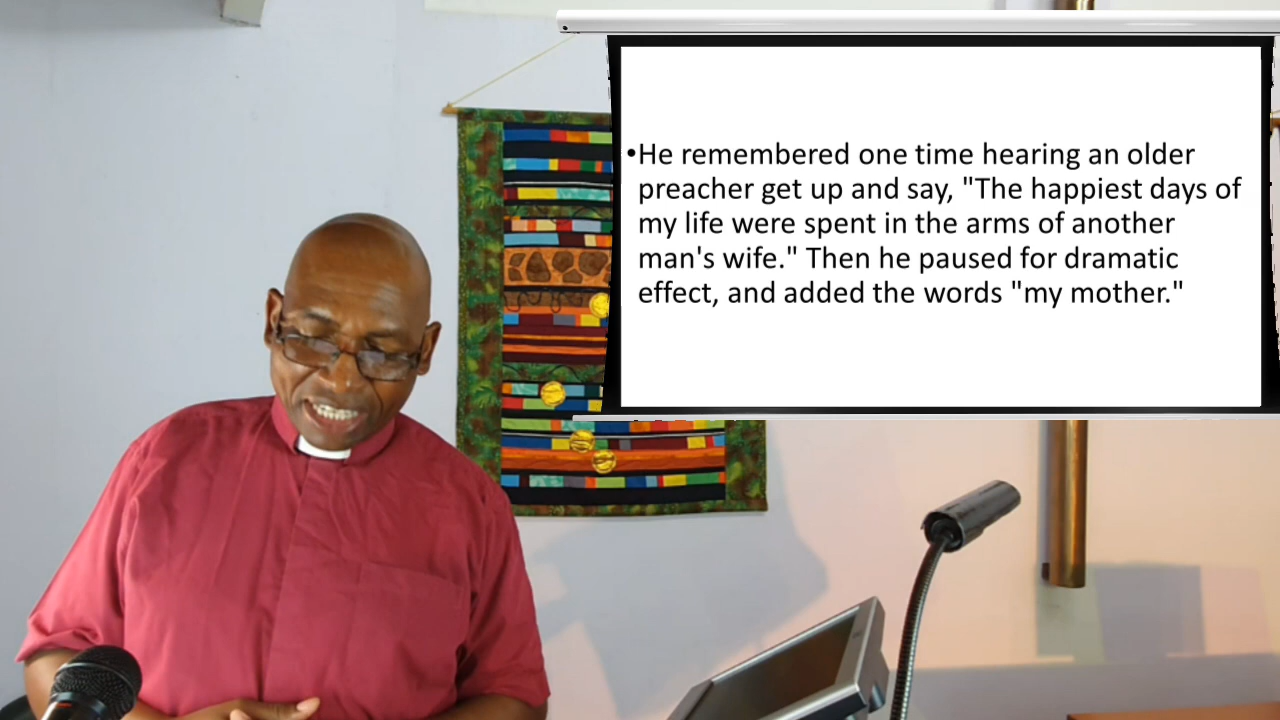 •He remembered one time hearing an older
preacher get up and say, "The happiest days of
my life were spent in the arms of another
man's wife." Then he paused for dramatic
effect, and added the words "my mother."